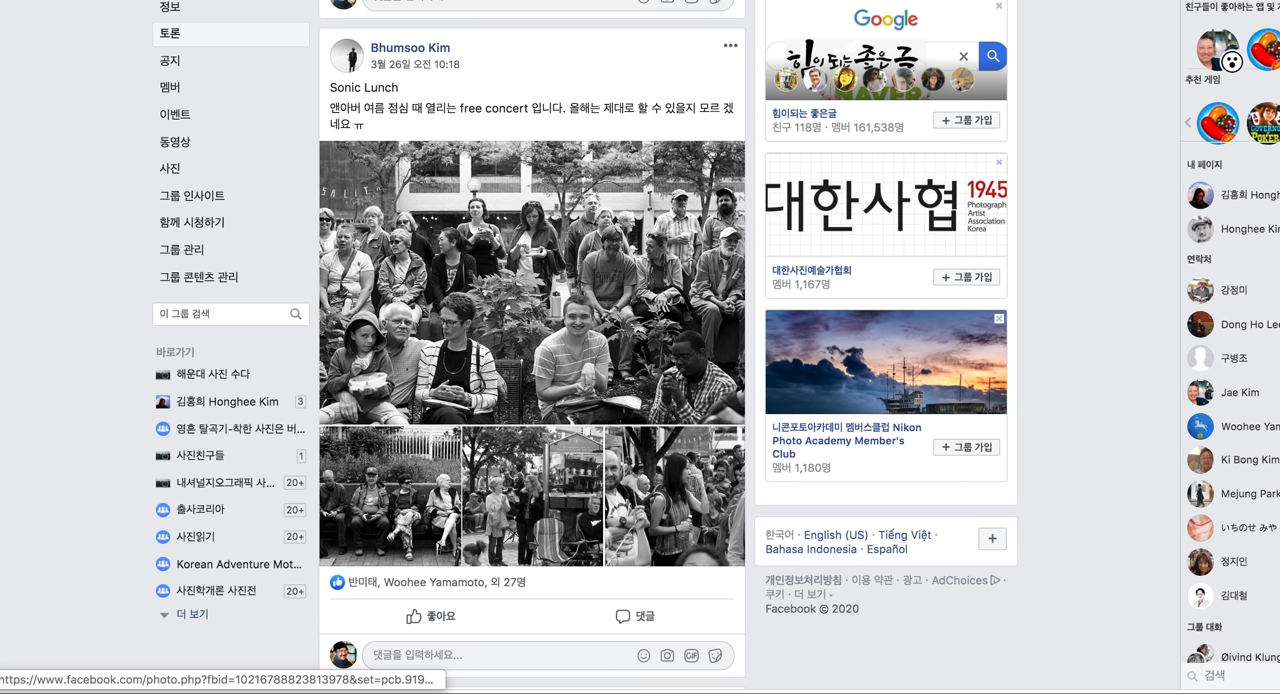 정보
토론
공지
멤버
이벤트
동영상
사진
그룹 인사이트
함께 시청하기
그룹 관리
그룹 콘텐츠 관리
이 그룹 검색
바로가기
해운대 사진 수다
김홍희 Honghee Kim 3
영혼 탈곡기-착한 사진은 버...
사진친구들 1
내셔널지오그래픽 사... 20+
출사코리아 20+
사진읽기 20+
Korean Adventure Mot...
사진학개론 사진전 20+
더 보기
Bhumsoo Kim
3월 26일 오전 10:18
Sonic Lunch
앤아버 여름 점심 때 열리는 free concert 입니다. 올해는 제대로 할 수 있을지 모르 겠
네요 ㅠ
반미태, Woohee Yamamoto, 외 27명
좋아요
댓글
댓글을 입력하세요...
GIF
https://www.facebook.com/photo.php?fbid=10216788823813978&set=pcb.919...
Google
힘이 되는 좋은글
NAVER
힘이되는 좋은글
친구 118명 · 멤버 161,538명
+ 그룹 가입
대한사협 1945
Photograph
Artist
Association
Korea
대한사진예술가협회
멤버 1,167명
+ 그룹 가입
니콘포토아카데미 멤버스클럽 Nikon
Photo Academy Member's
Club
멤버 1,180명
+ 그룹 가입
한국어 · English (US) · Tiếng Việt ·
Bahasa Indonesia · Español
+
개인정보처리방침 · 이용 약관 · 광고 · AdChoices ·
쿠키 · 더 보기
Facebook © 2020
친구들이 좋아하는 앱 및
추천 게임
GOVERNOR
POKER
내 페이지
김홍희 Hong
Honghee Ki
연락처
강정미
Dong Ho Le
구병조
Jae Kim
Woohee Yam
Ki Bong Kim
Mejung Park
いちのせ みや
정지인
김대철
그룹 대화
Øivind Klung
검색